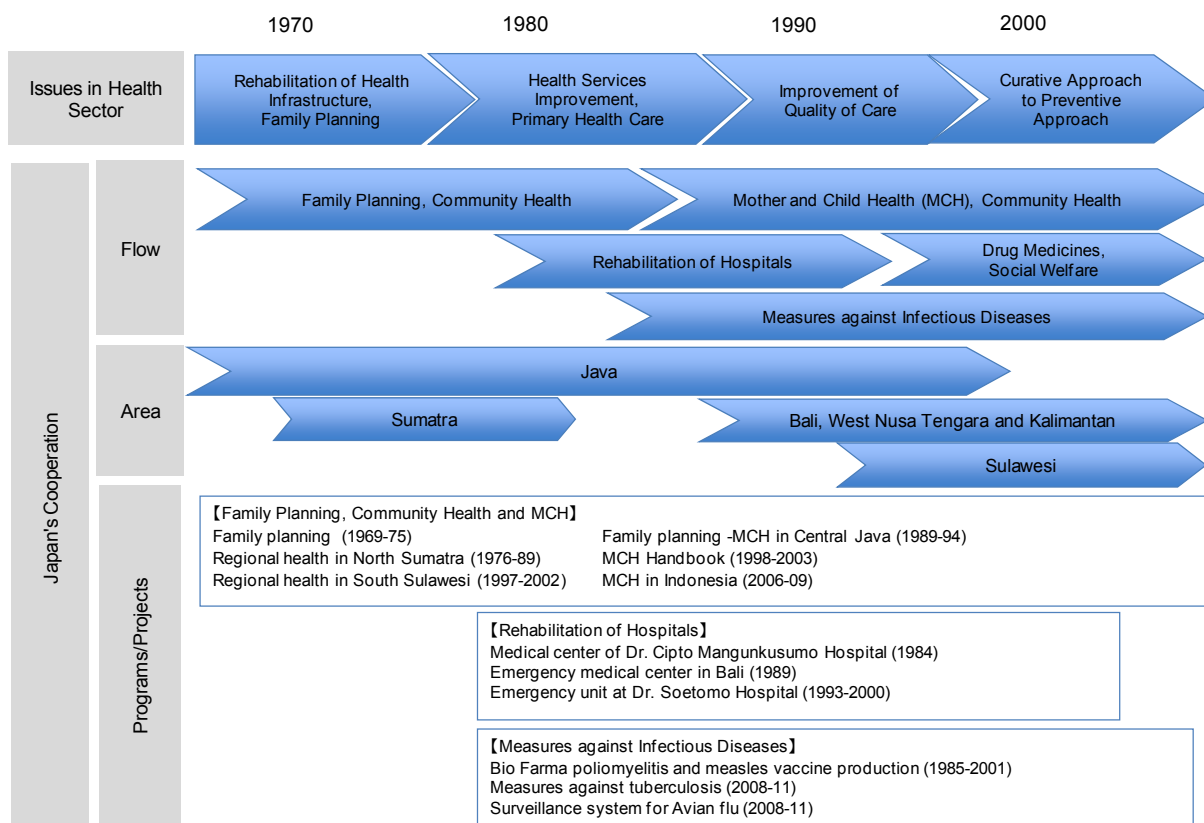 1970 1980 1990 2000
Issues in Health
Sector
Rehabilitation of Health
Infrastructure,
Family Planning
Health Services
Improvement,
Primary Health Care
Improvement of
Quality of Care
Curative Approach
to Preventive
Approach
Japan's Cooperation
Flow
Family Planning, Community Health
Mother and Child Health (MCH), Community Health
Rehabilitation of Hospitals
Drug Medicines,
Social Welfare
Measures against Infectious Diseases
Area
Java
Sumatra
Bali, West Nusa Tengara and Kalimantan
Sulawesi
Programs/Projects
【Family Planning, Community Health and MCH】
Family planning (1969-75)
Regional health in North Sumatra (1976-89)
Regional health in South Sulawesi (1997-2002)
Family planning -MCH in Central Java (1989-94)
MCH Handbook (1998-2003)
MCH in Indonesia (2006-09)
【Rehabilitation of Hospitals】
Medical center of Dr. Cipto Mangunkusumo Hospital (1984)
Emergency medical center in Bali (1989)
Emergency unit at Dr. Soetomo Hospital (1993-2000)
【Measures against Infectious Diseases】
Bio Farma poliomyelitis and measles vaccine production (1985-2001)
Measures against tuberculosis (2008-11)
Surveillance system for Avian flu (2008-11)